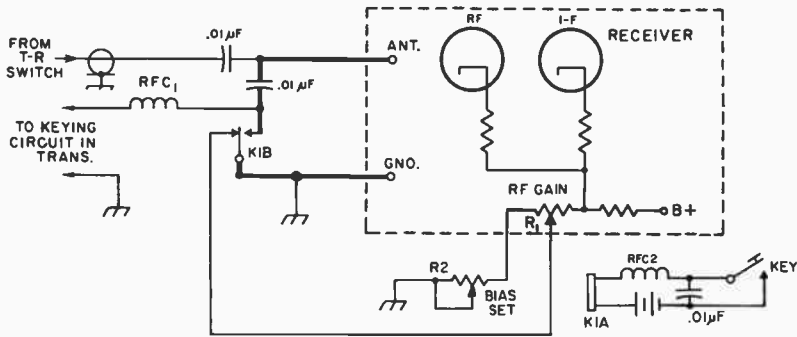 FROM
T-R
SWITCH
.01µF
.01µF
RFC1
TO KEYING
CIRCUIT IN
TRANS.
K1B
ANT.
GNO.
RF
I-F
RECEIVER
RF GAIN
R1
B+
R2
BIAS
SET
RFC2
KEY
.01µF
K1A